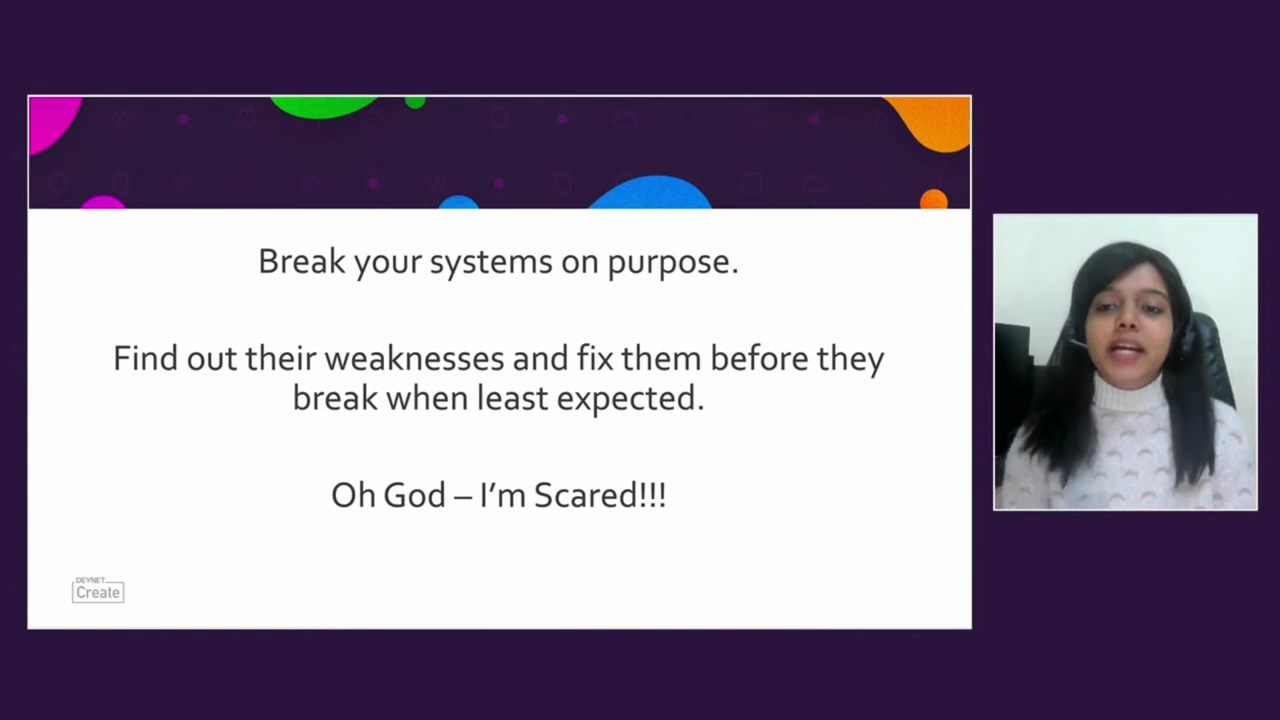 Break your systems on purpose.
Find out their weaknesses and fix them before they
break when least expected.
Oh God – I'm Scared!!!
DEVNET
Create